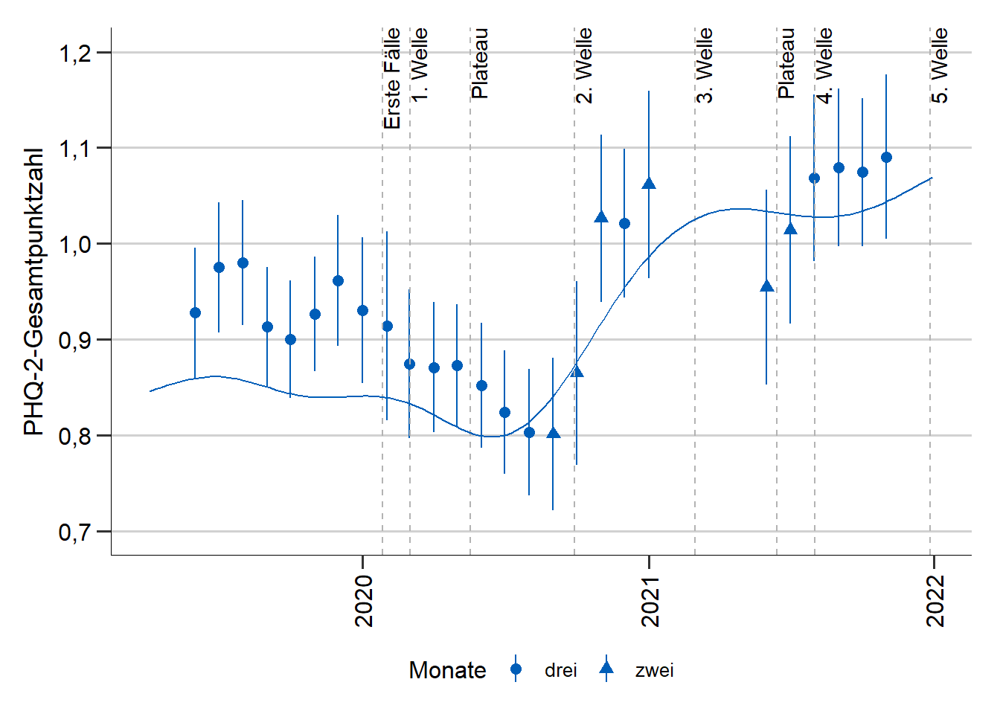 PHQ-2-Gesamtpunktzahl
1,2
1,1
1,0
0,9
0,8
0,7
Erste Fälle
1. Welle
Plateau
2. Welle
3. Welle
Plateau
4. Welle
5. Welle
2020
2021
2022
Monate drei zwei